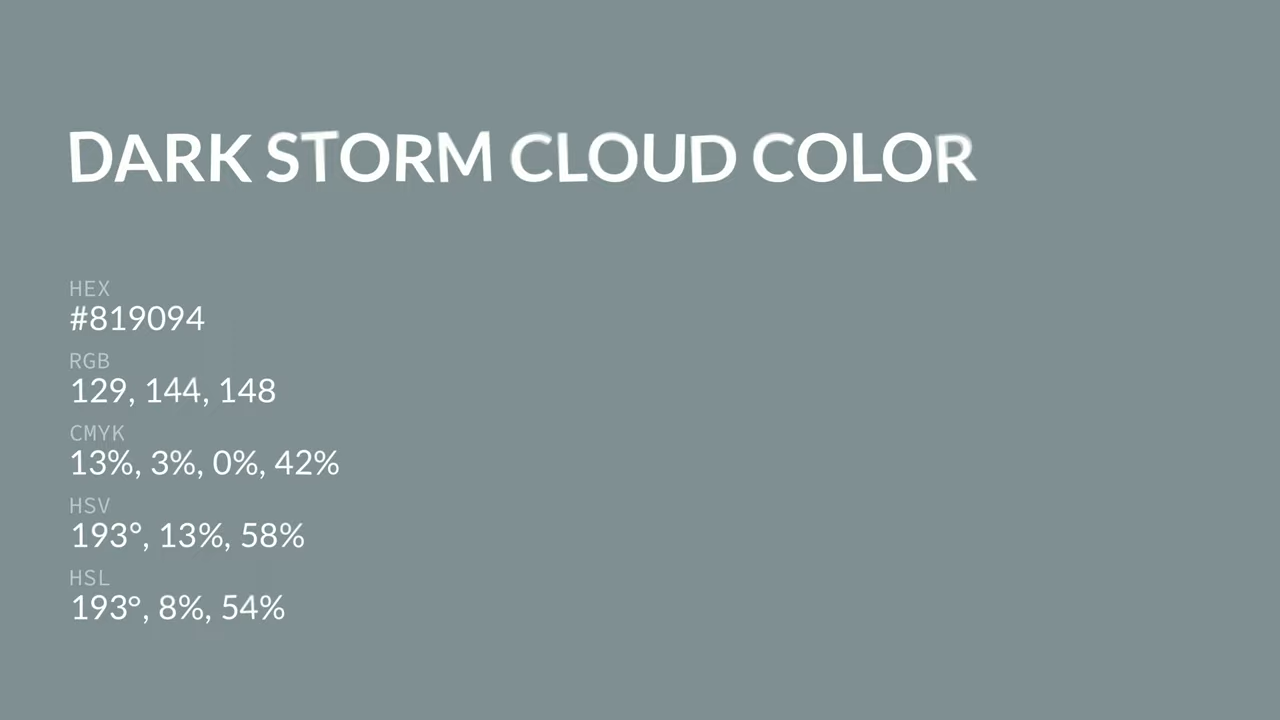 DARK STORM CLOUD COLOR
HEX
#819094
RGB
129, 144, 148
CMYK
13%, 3%, 0%, 42%
HSV
193°, 13%, 58%
HSL
193°, 8%, 54%